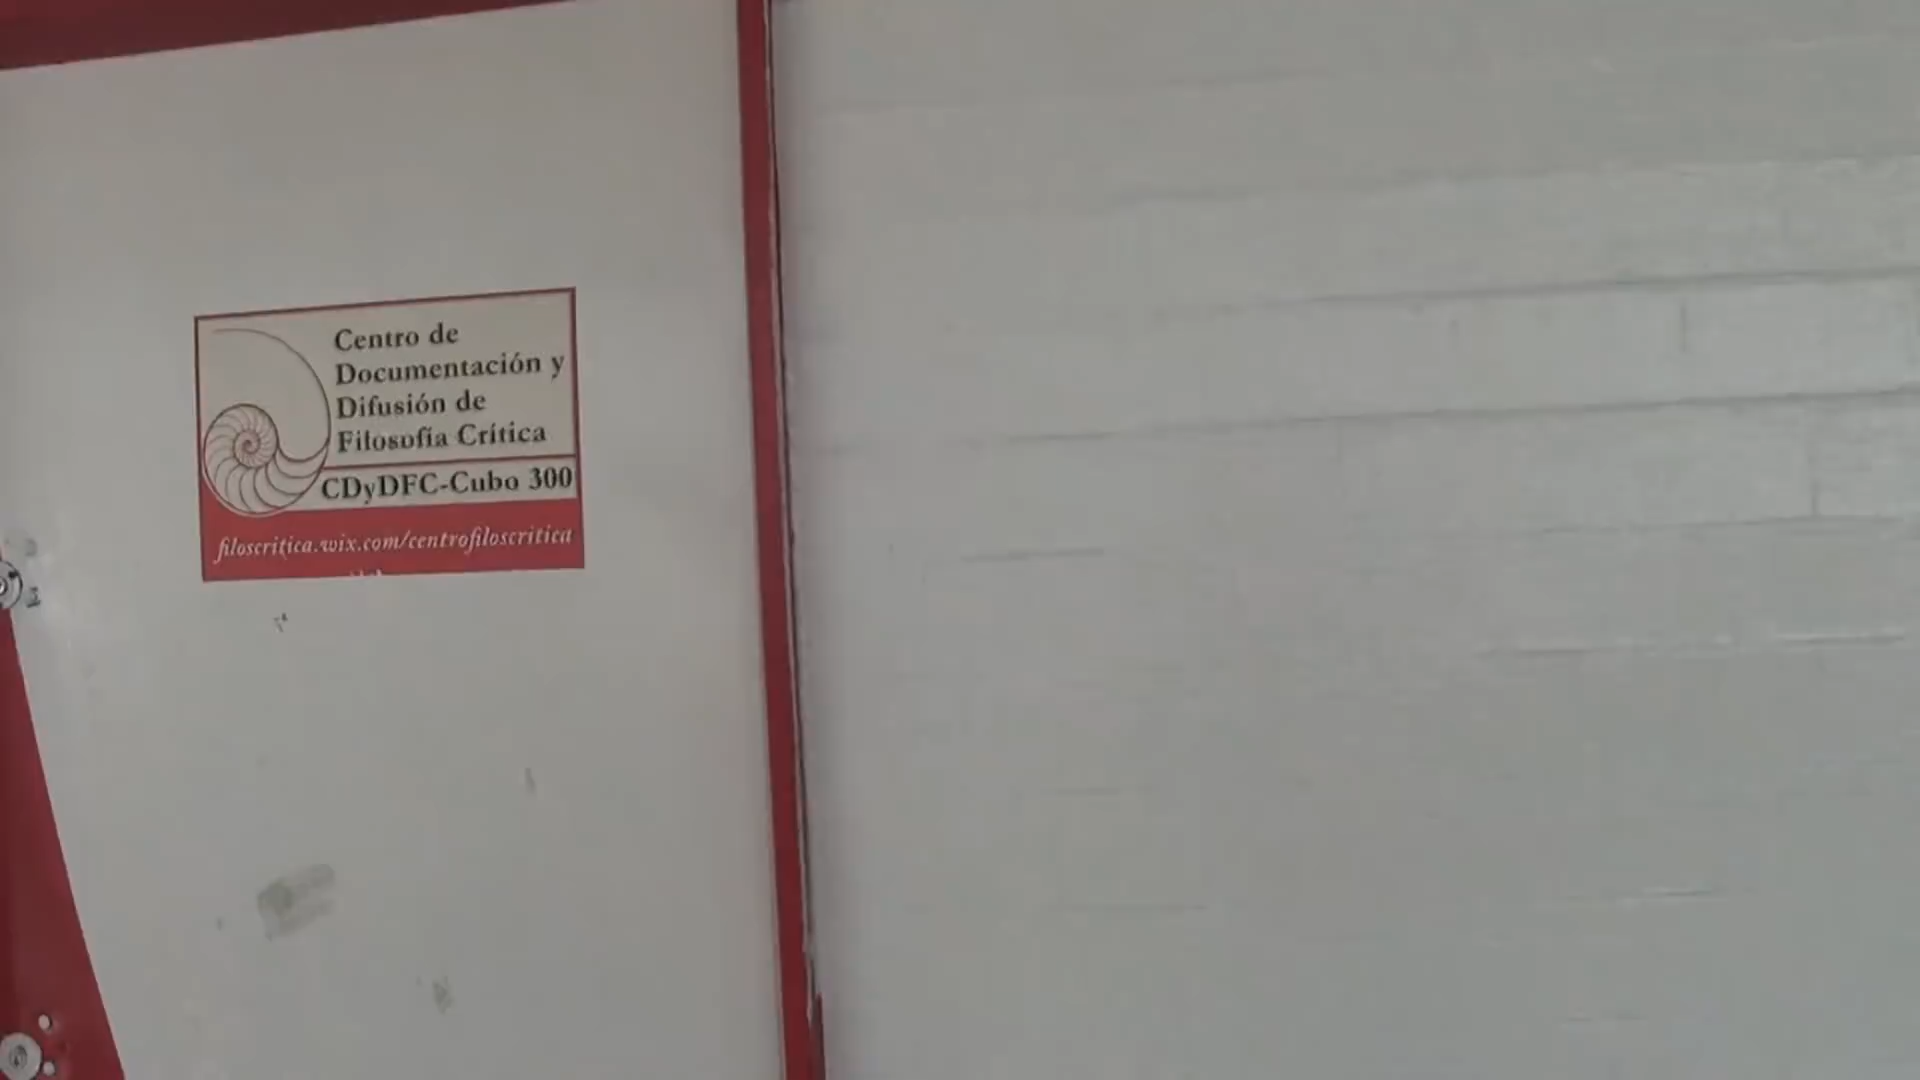 Centro de
Documentación y
Difusión de
Filosofía Crítica
CDyDFC-Cubo 300
filoscritica.wix.com/centrofiloscritica